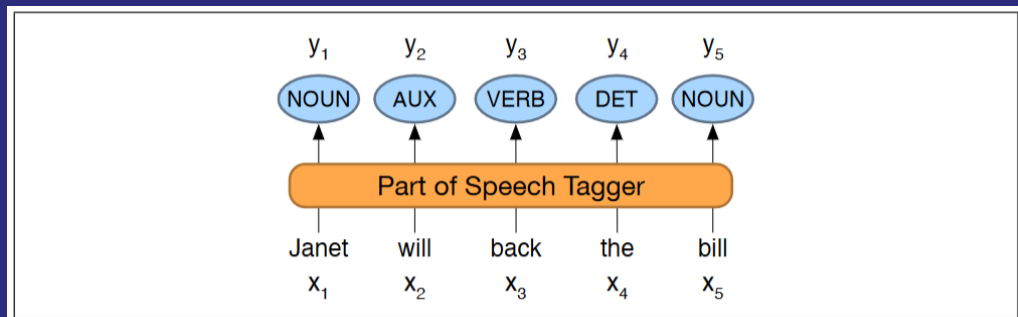 y₁ y₂ y₃ y₄ y₅
NOUN AUX VERB DET NOUN
Part of Speech Tagger
Janet will back the bill
x₁ x₂ x₃ x₄ x₅